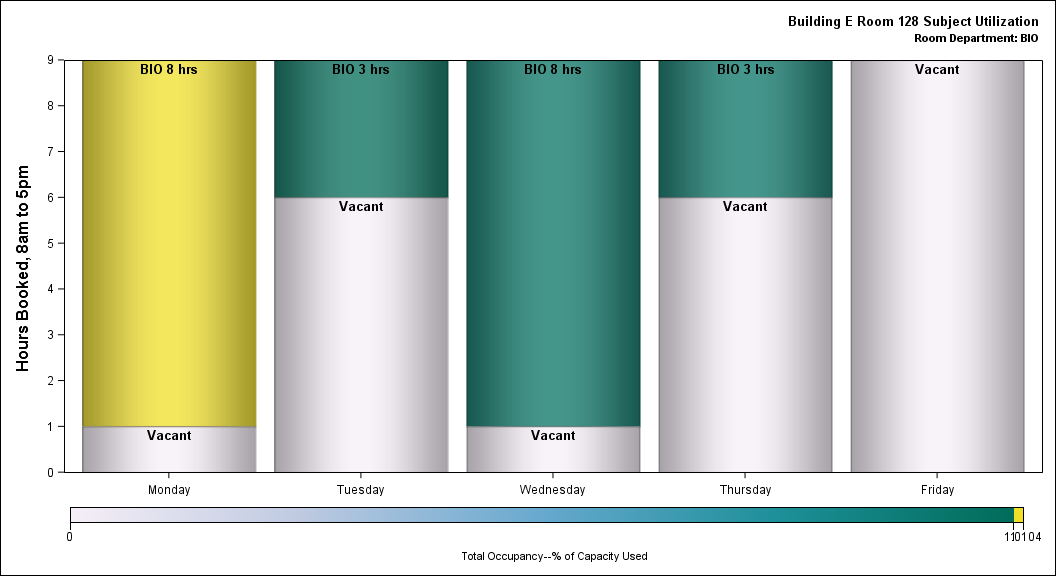 Building E Room 128 Subject Utilization
Room Department: BIO
Hours Booked, 8am to 5pm
9
8
7
6
5
4
3
2
1
0
BIO 8 hrs
BIO 3 hrs
BIO 8 hrs
BIO 3 hrs
Vacant
Vacant
Vacant
Vacant
Vacant
Monday
Tuesday
Wednesday
Thursday
Friday
0
Total Occupancy--% of Capacity Used